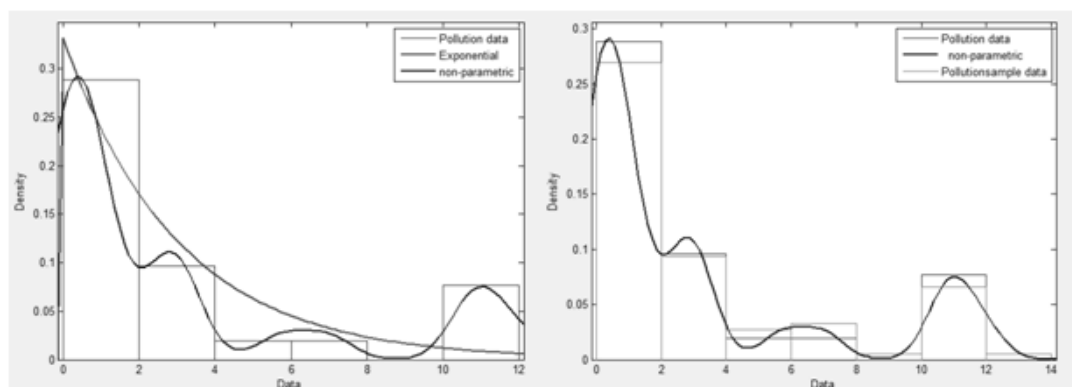 Pollution data
Exponential
non-parametric
0.3
0.25
0.2
0.15
0.1
0.05
0
Density
0 2 4 6 8 10 12
Data
Pollution data
non-parametric
Pollutionsample data
0.3
0.25
0.2
0.15
0.1
0.05
0
Density
0 2 4 6 8 10 12 14
Data